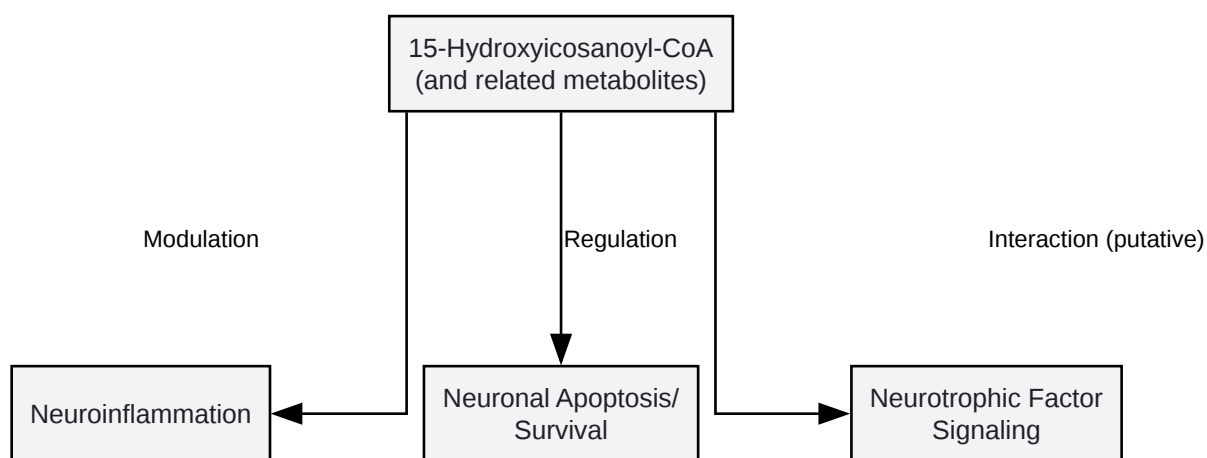 15-Hydroxyicosanoyl-CoA
(and related metabolites)
Modulation
Regulation
Interaction (putative)
Neuroinflammation
Neuronal Apoptosis/
Survival
Neurotrophic Factor
Signaling